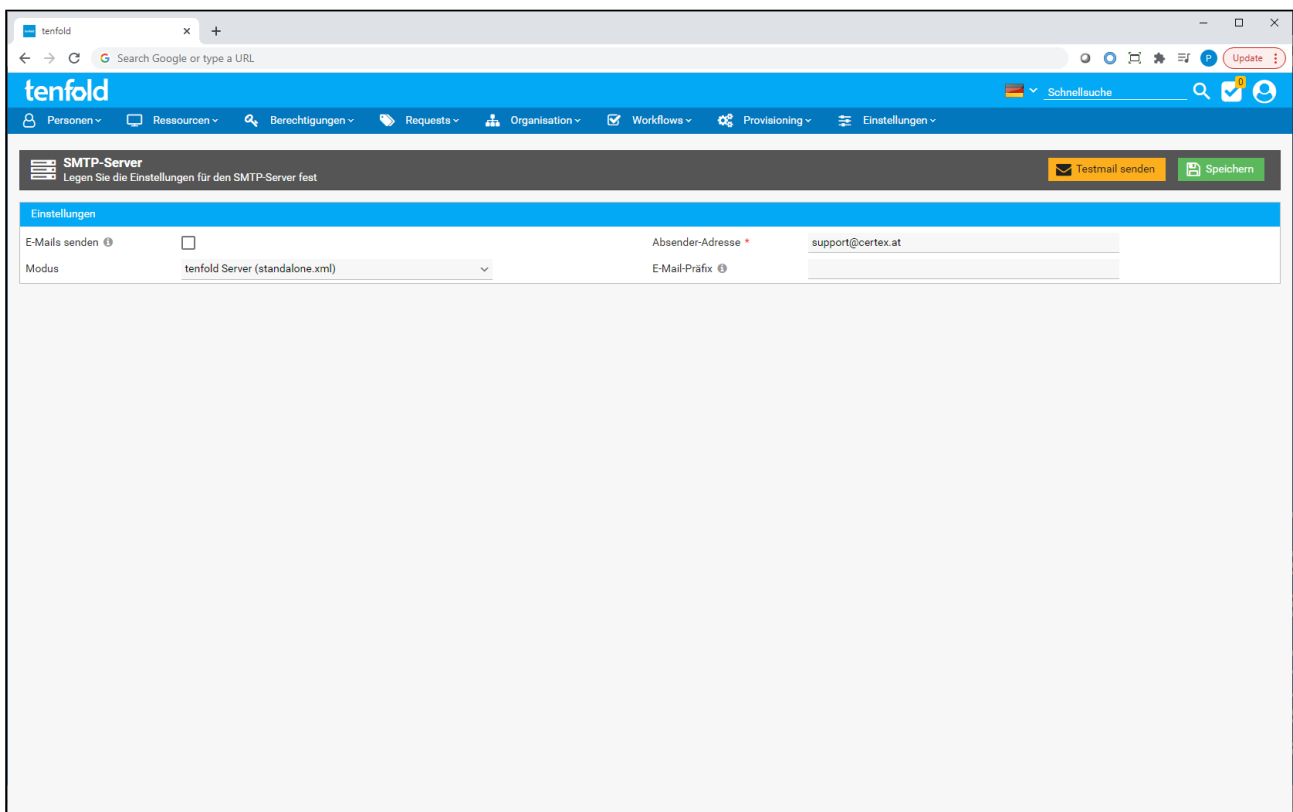 tenfold
Search Google or type a URL
P
Update
tenfold
Schnellsuche
0
Personen
Ressourcen
Berechtigungen
Requests
Organisation
Workflows
Provisioning
Einstellungen
SMTP-Server
Legen Sie die Einstellungen für den SMTP-Server fest
Testmail senden
Speichern
Einstellungen
E-Mails senden
Absender-Adresse * support@certex.at
Modus tenfold Server (standalone.xml)
E-Mail-Präfix